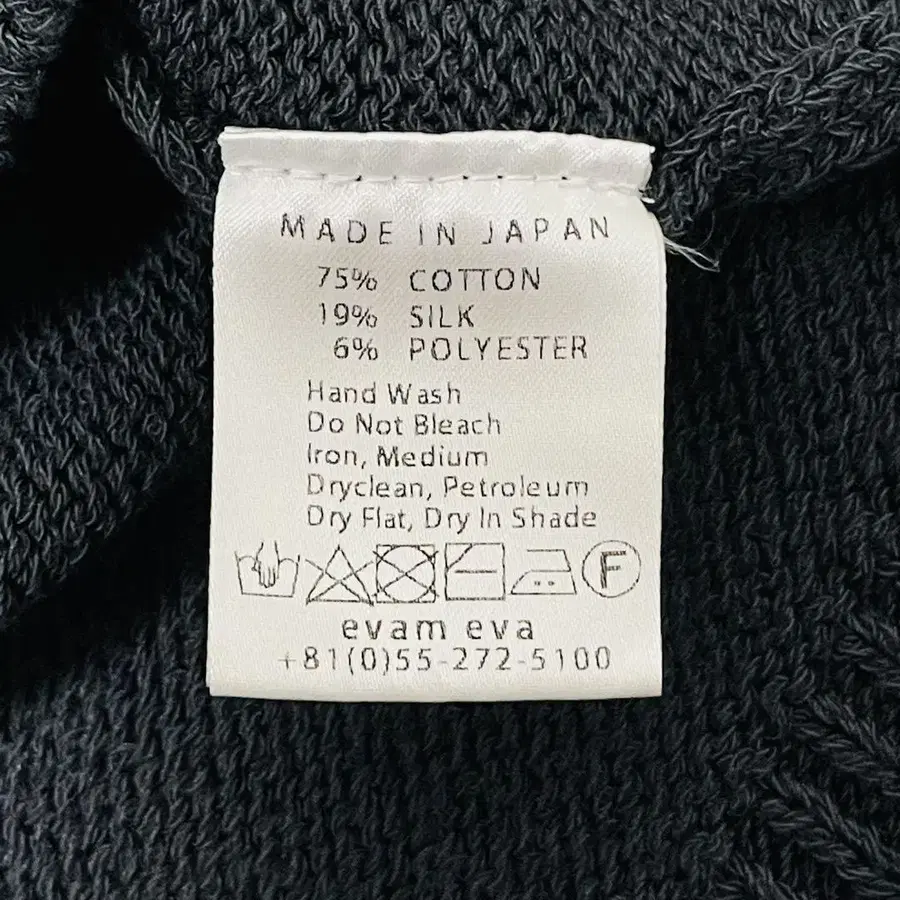 MADE IN JAPAN
75% COTTON
19% SILK
6% POLYESTER
Hand Wash
Do Not Bleach
Iron, Medium
Dryclean, Petroleum
Dry Flat, Dry In Shade
F
evam eva
+81(0)55-272-5100